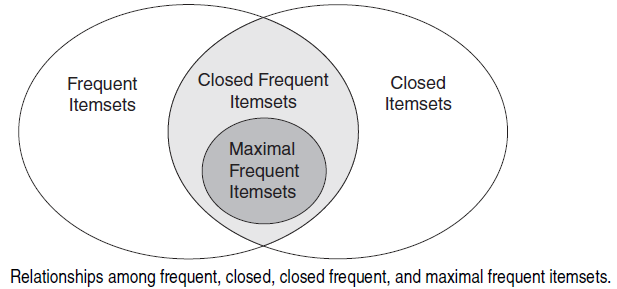 Frequent
Itemsets
Closed Frequent
Itemsets
Closed
Itemsets
Maximal
Frequent
Itemsets
Relationships among frequent, closed, closed frequent, and maximal frequent itemsets.